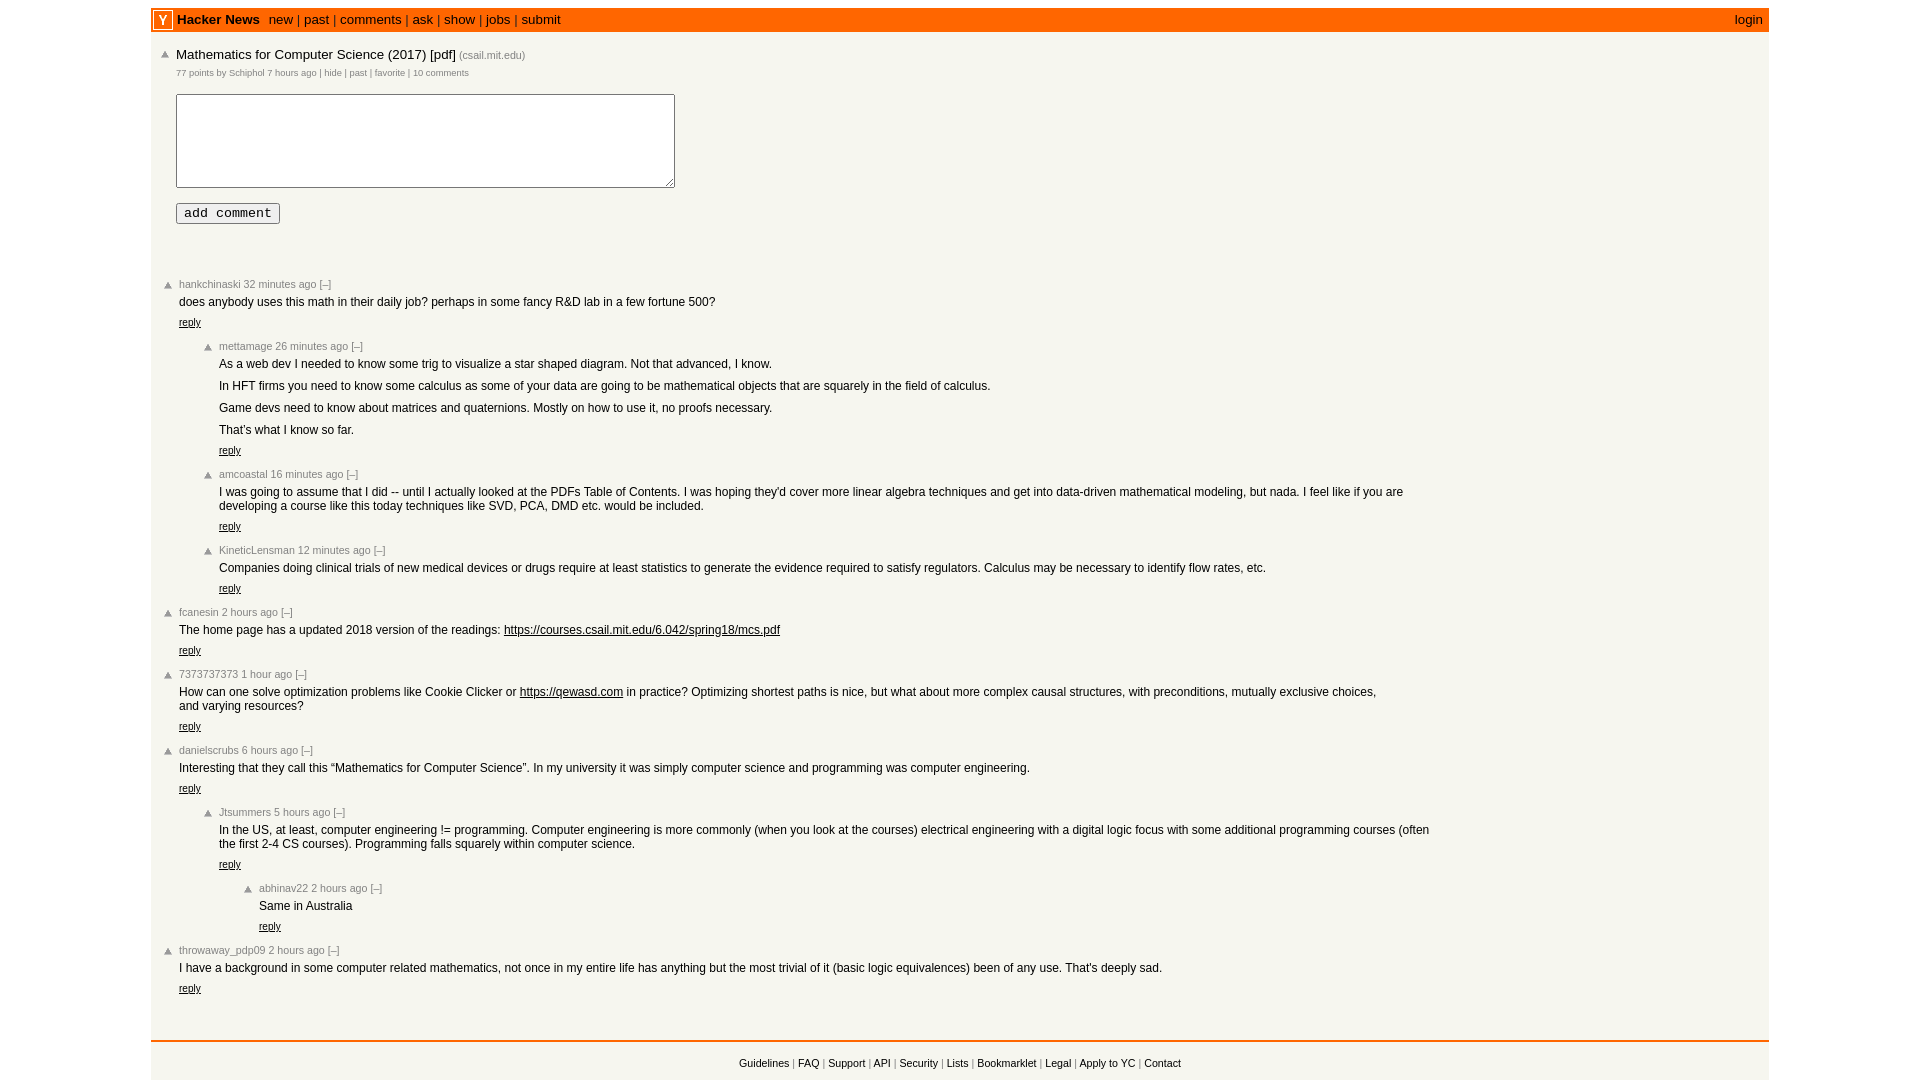 Y Hacker News new | past | comments | ask | show | jobs | submit login
Mathematics for Computer Science (2017) [pdf] (csail.mit.edu)
77 points by Schiphol 7 hours ago | hide | past | favorite | 10 comments
add comment
hankchinaski 32 minutes ago [–]
does anybody uses this math in their daily job? perhaps in some fancy R&D lab in a few fortune 500?
reply
mettamage 26 minutes ago [–]
As a web dev I needed to know some trig to visualize a star shaped diagram. Not that advanced, I know.
In HFT firms you need to know some calculus as some of your data are going to be mathematical objects that are squarely in the field of calculus.
Game devs need to know about matrices and quaternions. Mostly on how to use it, no proofs necessary.
That’s what I know so far.
reply
amcoastal 16 minutes ago [–]
I was going to assume that I did -- until I actually looked at the PDFs Table of Contents. I was hoping they'd cover more linear algebra techniques and get into data-driven mathematical modeling, but nada. I feel like if you are
developing a course like this today techniques like SVD, PCA, DMD etc. would be included.
reply
KineticLensman 12 minutes ago [–]
Companies doing clinical trials of new medical devices or drugs require at least statistics to generate the evidence required to satisfy regulators. Calculus may be necessary to identify flow rates, etc.
reply
fcanesin 2 hours ago [–]
The home page has a updated 2018 version of the readings: https://courses.csail.mit.edu/6.042/spring18/mcs.pdf
reply
7373737373 1 hour ago [–]
How can one solve optimization problems like Cookie Clicker or https://qewasd.com in practice? Optimizing shortest paths is nice, but what about more complex causal structures, with preconditions, mutually exclusive choices,
and varying resources?
reply
danielscrubs 6 hours ago [–]
Interesting that they call this “Mathematics for Computer Science”. In my university it was simply computer science and programming was computer engineering.
reply
Jtsummers 5 hours ago [–]
In the US, at least, computer engineering != programming. Computer engineering is more commonly (when you look at the courses) electrical engineering with a digital logic focus with some additional programming courses (often
the first 2-4 CS courses). Programming falls squarely within computer science.
reply
abhinav22 2 hours ago [–]
Same in Australia
reply
throwaway_pdp09 2 hours ago [–]
I have a background in some computer related mathematics, not once in my entire life has anything but the most trivial of it (basic logic equivalences) been of any use. That's deeply sad.
reply
Guidelines | FAQ | Support | API | Security | Lists | Bookmarklet | Legal | Apply to YC | Contact